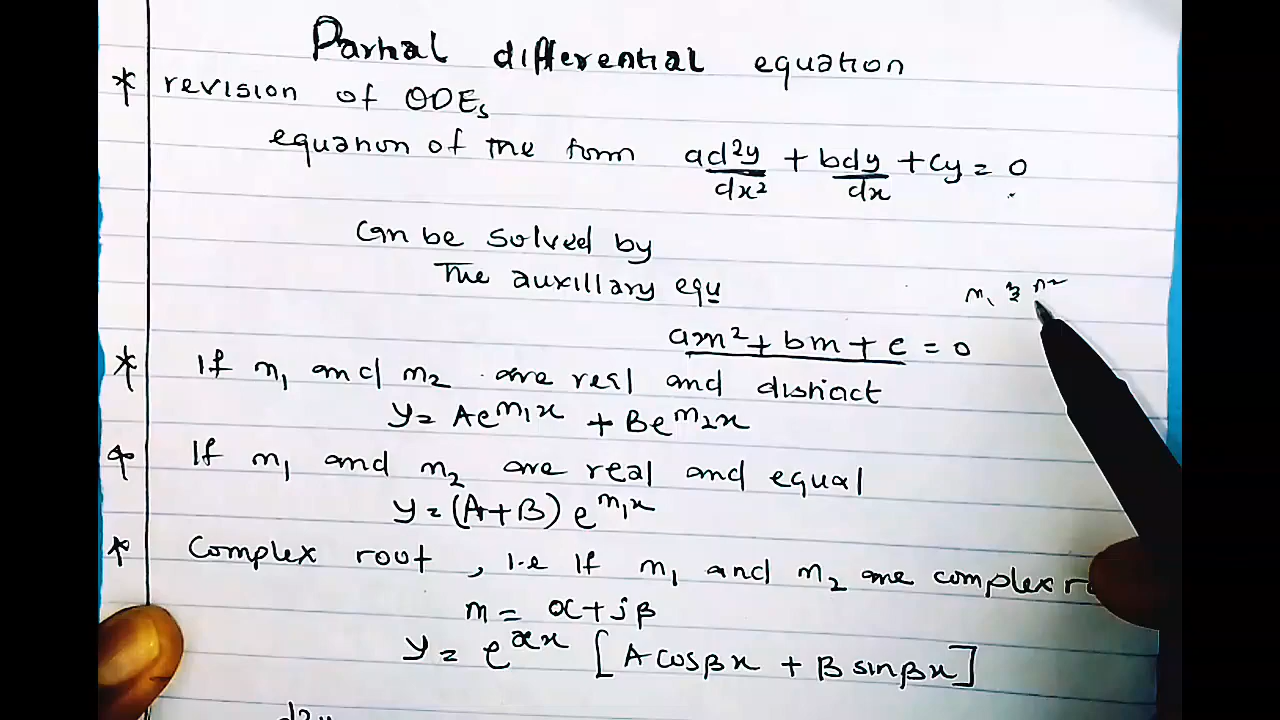 Partial differential equation
* revision of ODEs
equation of the form ad²y/dx² + bdy/dx + cy = 0
Can be solved by
The auxillary equ
m₁ & m₂
am² + bm + c = 0
* If m₁ and m₂ are real and distinct
y = Ae^m₁x + Be^m₂x
* If m₁ and m₂ are real and equal
y = (A+B) e^m₁x
* Complex root, i.e If m₁ and m₂ are complex
m = α + jβ
y = e^αx [A cosβx + B sinβx]
d²y